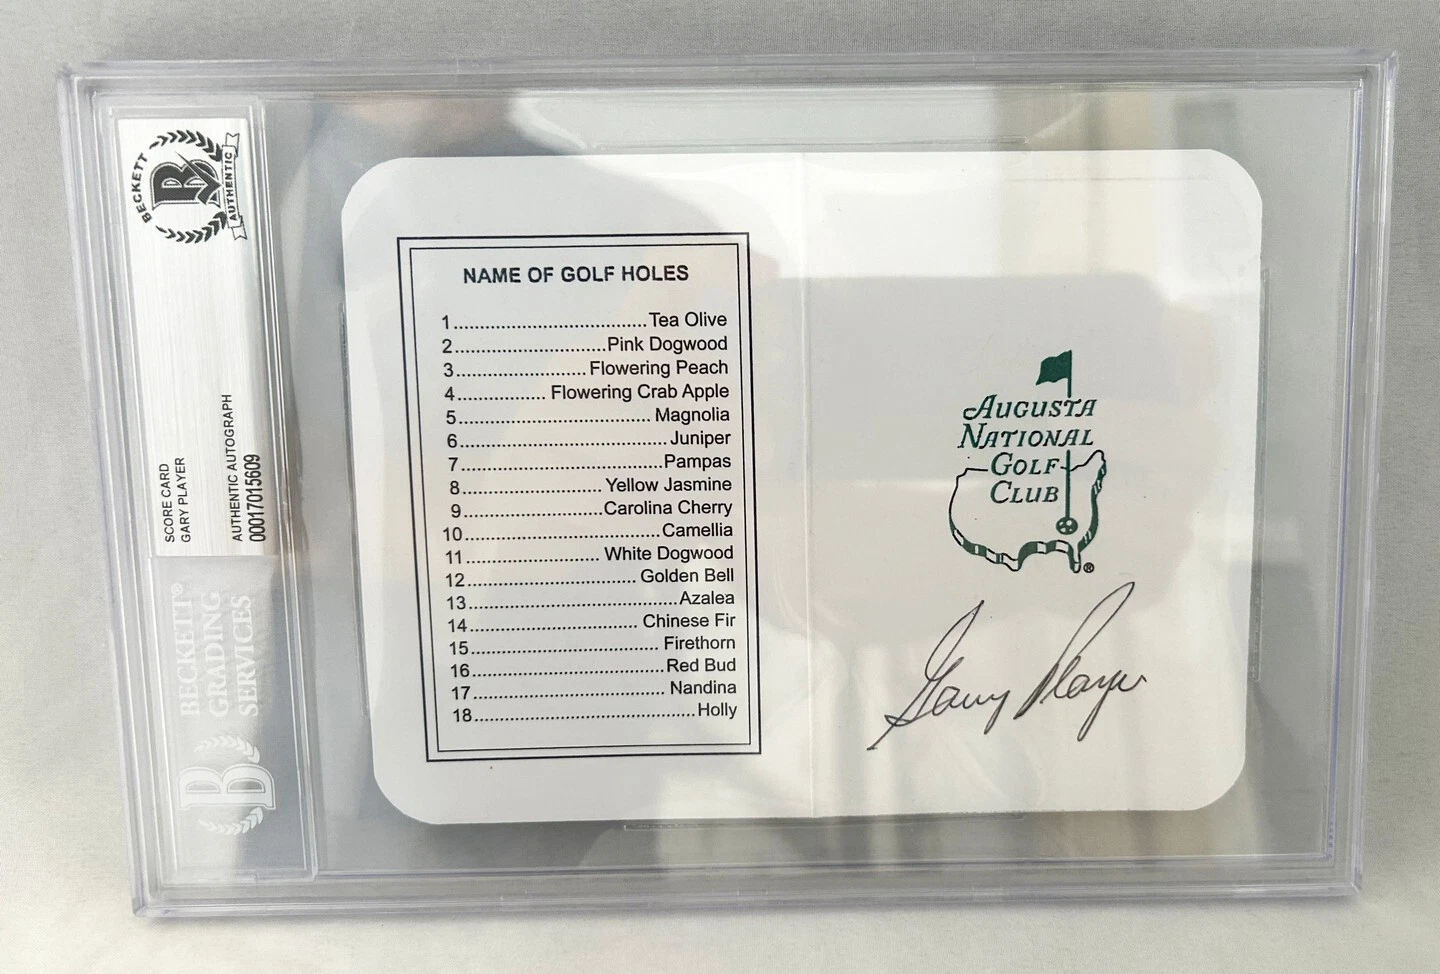 BECKETT
B
AUTHENTIC
SCORE CARD
GARY PLAYER
AUTHENTIC AUTOGRAPH
00017015609
BECKETT®
GRADING
SERVICES
B
NAME OF GOLF HOLES
1.....................................Tea Olive
2.............................Pink Dogwood
3......................... Flowering Peach
4................. Flowering Crab Apple
5..................................... Magnolia
6........................................Juniper
7.......................................Pampas
8........................... Yellow Jasmine
9...........................Carolina Cherry
10......................................Camellia
11.......................... White Dogwood
12................................ Golden Bell
13........................................Azalea
14................................ Chinese Fir
15.................................... Firethorn
16.....................................Red Bud
17..................................... Nandina
18..........................................Holly
AUGUSTA
NATIONAL
GOLF
CLUB
®
Gary Player